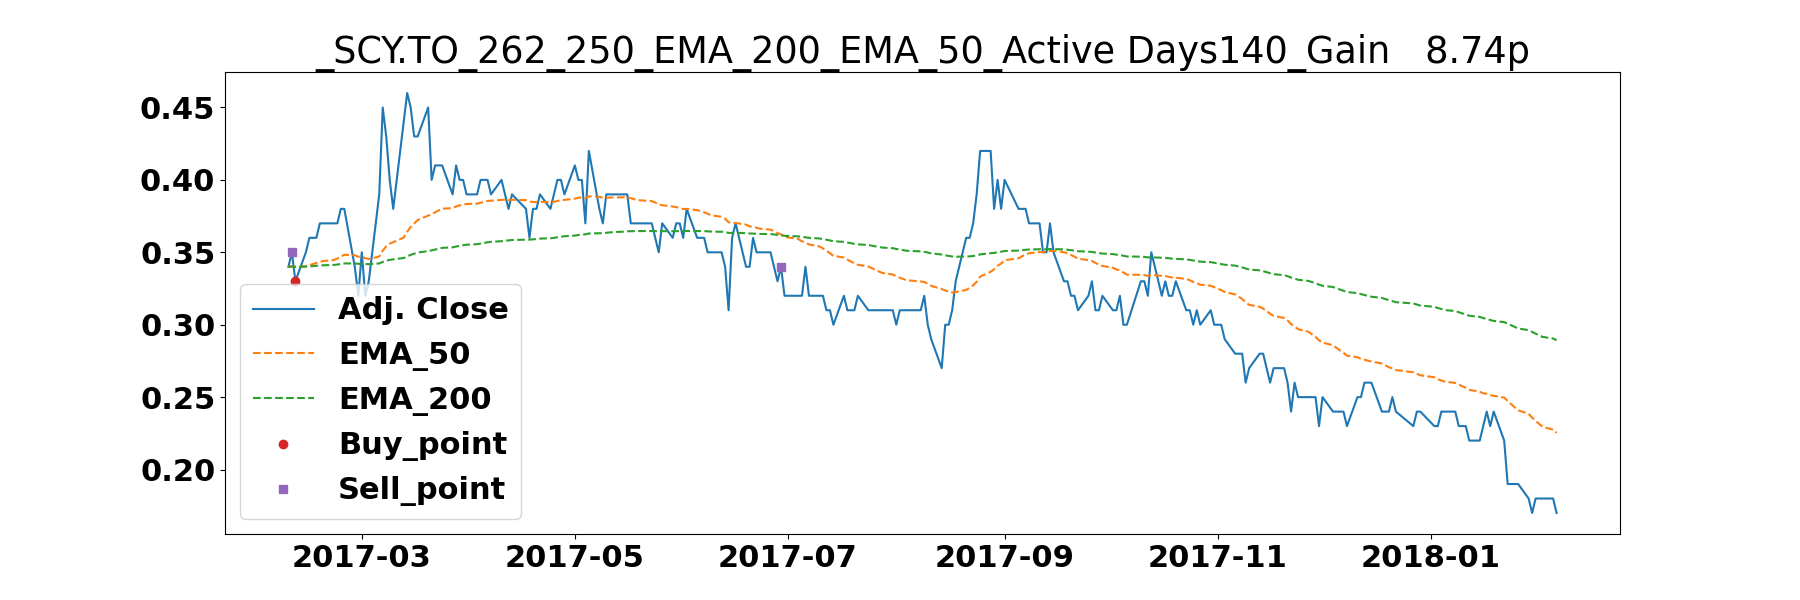 _SCY.TO_262_250_EMA_200_EMA_50_Active Days140_Gain   8.74p
0.45
0.40
0.35
0.30
0.25
0.20
Adj. Close
EMA_50
EMA_200
Buy_point
Sell_point
2017-03 2017-05 2017-07 2017-09 2017-11 2018-01